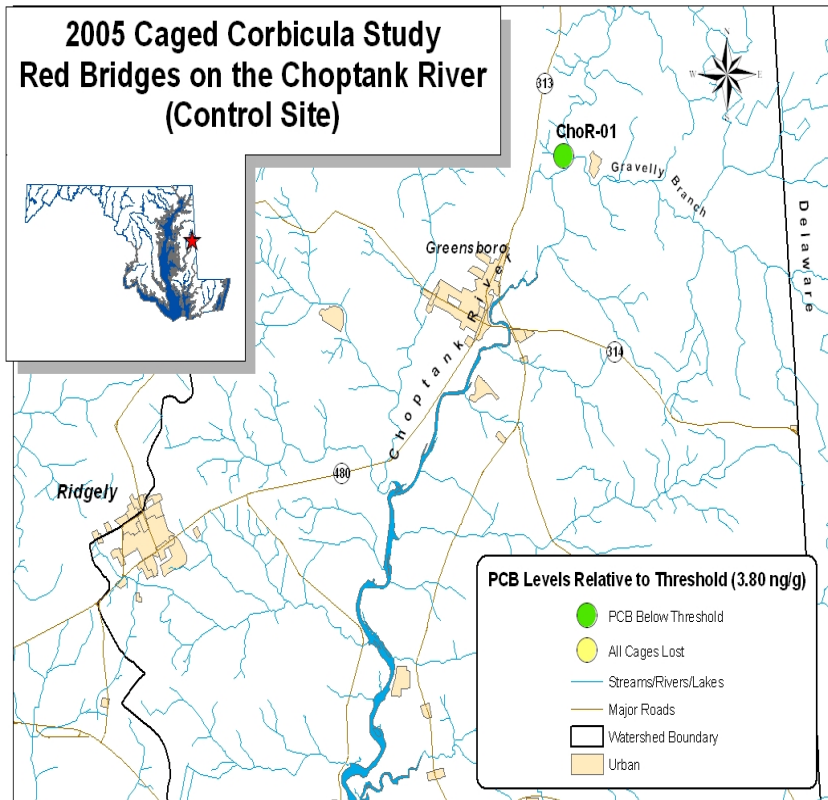 2005 Caged Corbicula Study
Red Bridges on the Choptank River
(Control Site)
N
W
E
S
313
ChoR-01
Gravelly Branch
Delaware
Greensboro
Choptank River
314
480
Ridgely
PCB Levels Relative to Threshold (3.80 ng/g)
PCB Below Threshold
All Cages Lost
Streams/Rivers/Lakes
Major Roads
Watershed Boundary
Urban